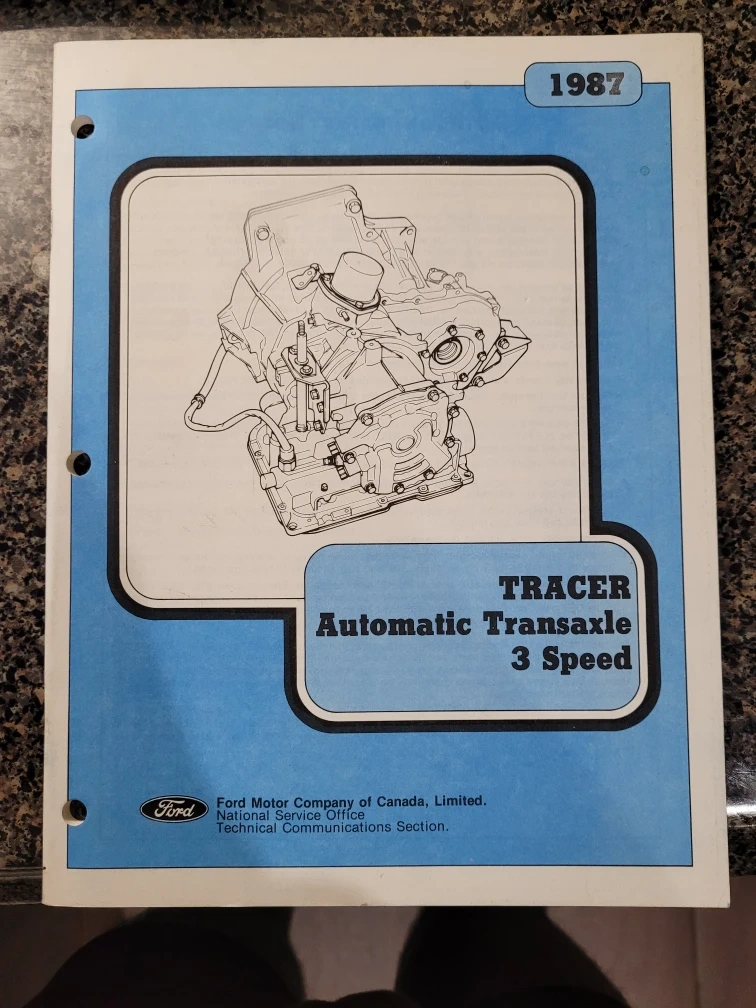 1987
TRACER
Automatic Transaxle
3 Speed
Ford
Ford Motor Company of Canada, Limited.
National Service Office
Technical Communications Section.